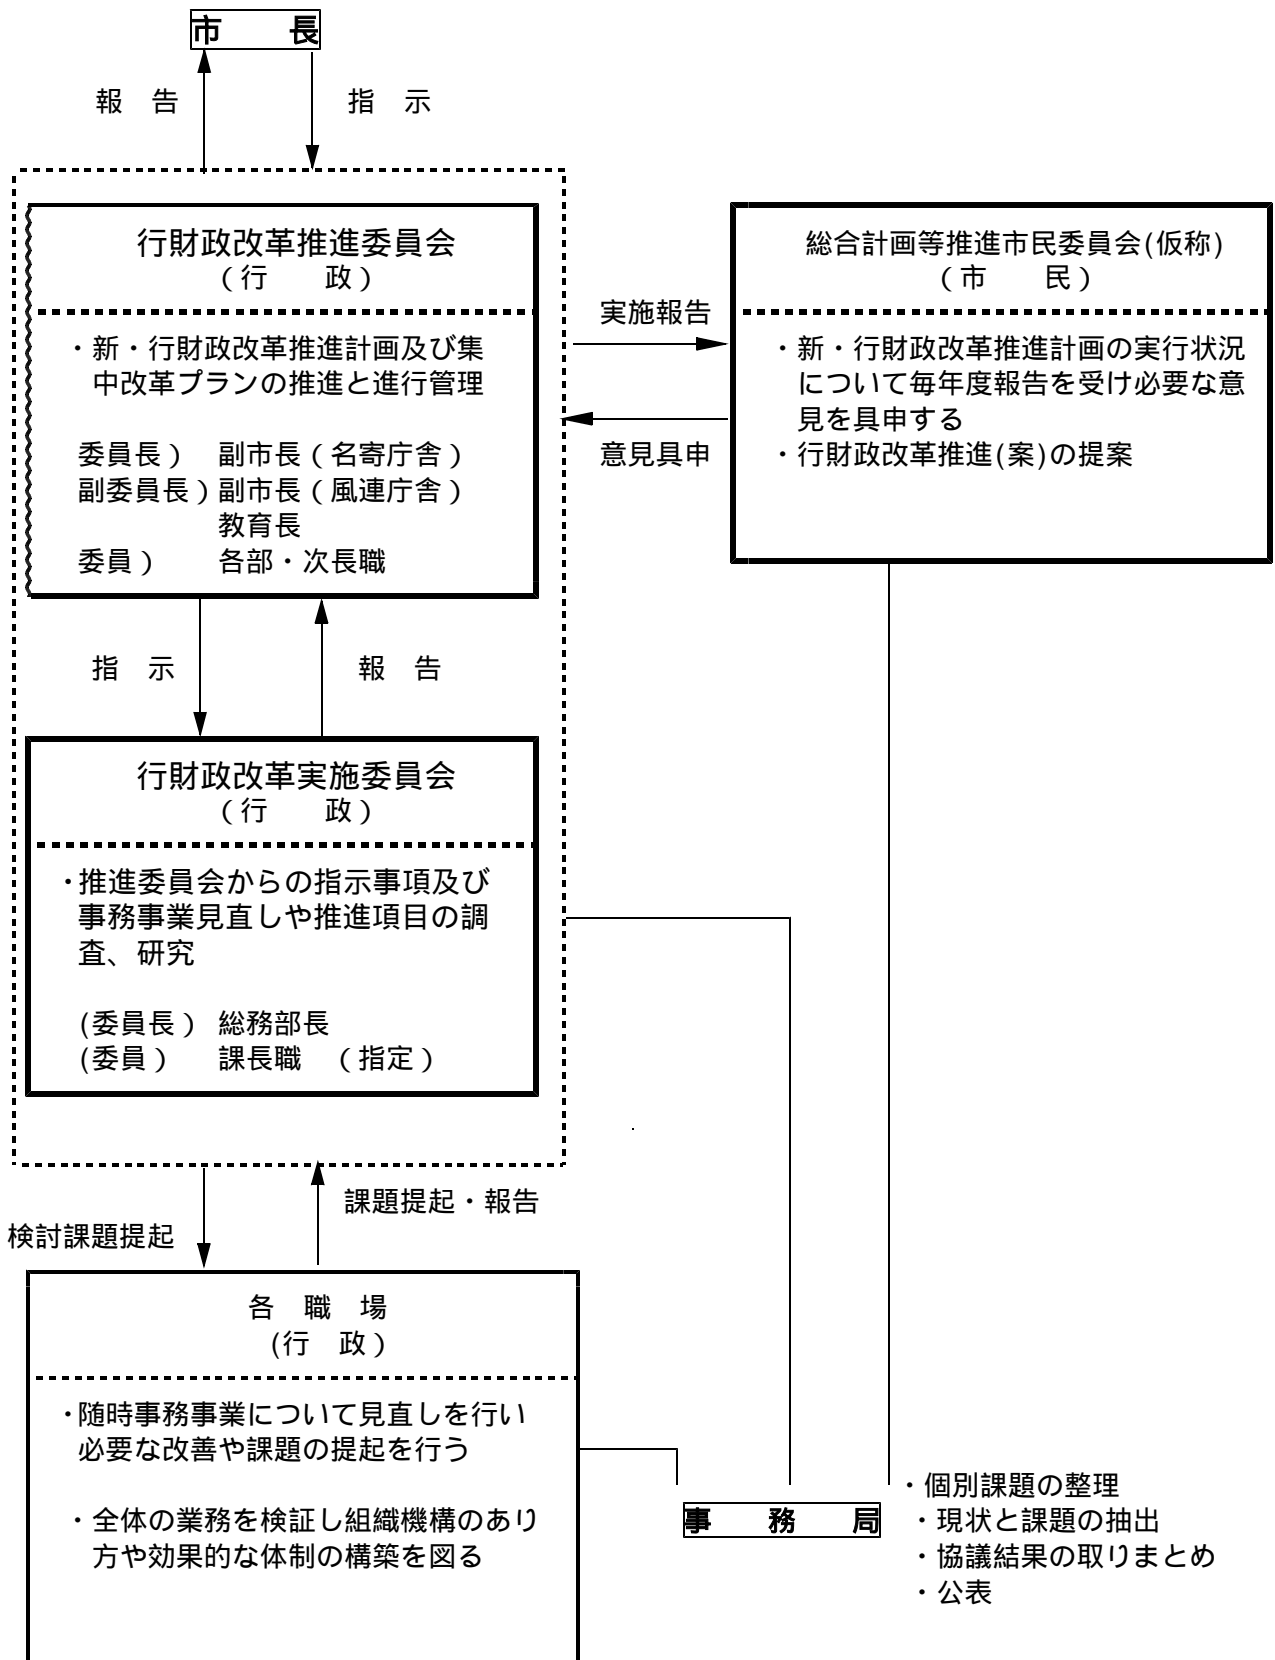 市　　長
報　告
指　示
行財政改革推進委員会
（行　　政）
・新・行財政改革推進計画及び集
中改革プランの推進と進行管理
委員長）　副市長（名寄庁舎）
副委員長）副市長（風連庁舎）
教育長
委員）　　各部・次長職
実施報告
意見具申
総合計画等推進市民委員会(仮称)
（市　　民）
・新・行財政改革推進計画の実行状況
について毎年度報告を受け必要な意
見を具申する
・行財政改革推進(案)の提案
指　示
報　告
行財政改革実施委員会
（行　　政）
・推進委員会からの指示事項及び
事務事業見直しや推進項目の調
査、研究
(委員長）　総務部長
(委員）　　課長職　（指定）
課題提起・報告
検討課題提起
各　職　場
(行　政）
・随時事務事業について見直しを行い
必要な改善や課題の提起を行う
・全体の業務を検証し組織機構のあり
方や効果的な体制の構築を図る
事　　務　　局
・個別課題の整理
・現状と課題の抽出
・協議結果の取りまとめ
・公表